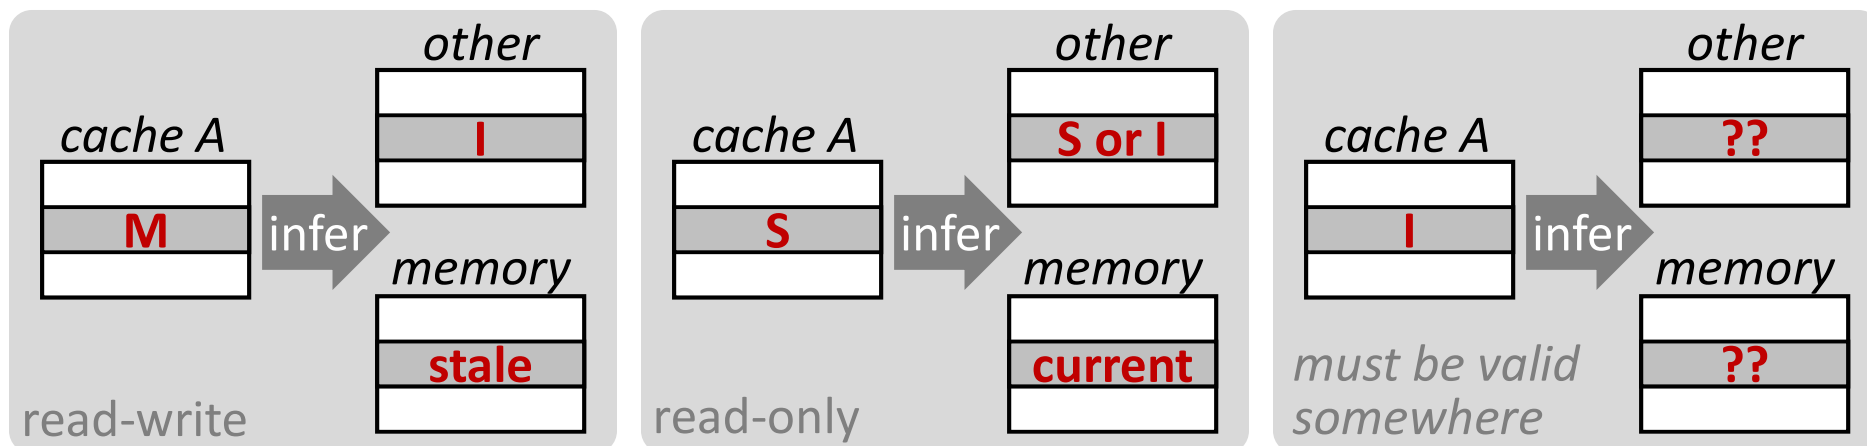 other
I
cache A
M
infer
memory
stale
read-write
other
S or I
cache A
S
infer
memory
current
read-only
other
??
cache A
I
infer
memory
??
must be valid
somewhere